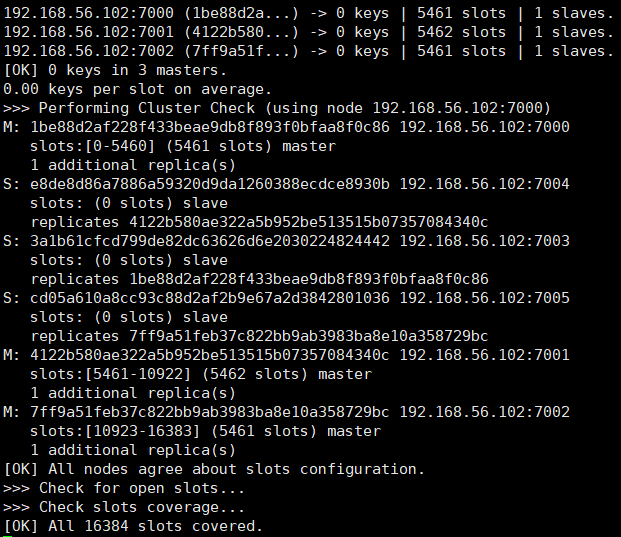 192.168.56.102:7000 (1be88d2a...) -> 0 keys | 5461 slots | 1 slaves.
192.168.56.102:7001 (4122b580...) -> 0 keys | 5462 slots | 1 slaves.
192.168.56.102:7002 (7ff9a51f...) -> 0 keys | 5461 slots | 1 slaves.
[OK] 0 keys in 3 masters.
0.00 keys per slot on average.
>>> Performing Cluster Check (using node 192.168.56.102:7000)
M: 1be88d2af228f433beae9db8f893f0bfaa8f0c86 192.168.56.102:7000
   slots:[0-5460] (5461 slots) master
   1 additional replica(s)
S: e8de8d86a7886a59320d9da1260388ecdce8930b 192.168.56.102:7004
   slots: (0 slots) slave
   replicates 4122b580ae322a5b952be513515b07357084340c
S: 3a1b61cfcd799de82dc63626d6e2030224824442 192.168.56.102:7003
   slots: (0 slots) slave
   replicates 1be88d2af228f433beae9db8f893f0bfaa8f0c86
S: cd05a610a8cc93c88d2af2b9e67a2d3842801036 192.168.56.102:7005
   slots: (0 slots) slave
   replicates 7ff9a51feb37c822bb9ab3983ba8e10a358729bc
M: 4122b580ae322a5b952be513515b07357084340c 192.168.56.102:7001
   slots:[5461-10922] (5462 slots) master
   1 additional replica(s)
M: 7ff9a51feb37c822bb9ab3983ba8e10a358729bc 192.168.56.102:7002
   slots:[10923-16383] (5461 slots) master
   1 additional replica(s)
[OK] All nodes agree about slots configuration.
>>> Check for open slots...
>>> Check slots coverage...
[OK] All 16384 slots covered.